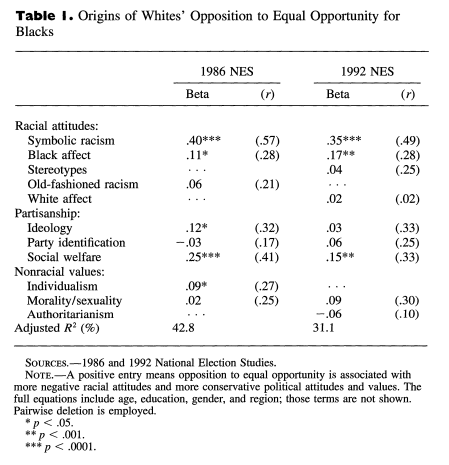 Table 1. Origins of Whites' Opposition to Equal Opportunity for
Blacks
1986 NES 1992 NES
Beta (r) Beta (r)
Racial attitudes:
Symbolic racism .40*** (.57) .35*** (.49)
Black affect .11* (.28) .17** (.28)
Stereotypes . . . .04 (.25)
Old-fashioned racism .06 (.21) . . .
White affect . . . .02 (.02)
Partisanship:
Ideology .12* (.32) .03 (.33)
Party identification −.03 (.17) .06 (.25)
Social welfare .25*** (.41) .15** (.33)
Nonracial values:
Individualism .09* (.27) . . .
Morality/sexuality .02 (.25) .09 (.30)
Authoritarianism . . . −.06 (.10)
Adjusted R² (%) 42.8 31.1
SOURCES.—1986 and 1992 National Election Studies.
NOTE.—A positive entry means opposition to equal opportunity is associated with
more negative racial attitudes and more conservative political attitudes and values. The
full equations include age, education, gender, and region; those terms are not shown.
Pairwise deletion is employed.
* p < .05.
** p < .001.
*** p < .0001.